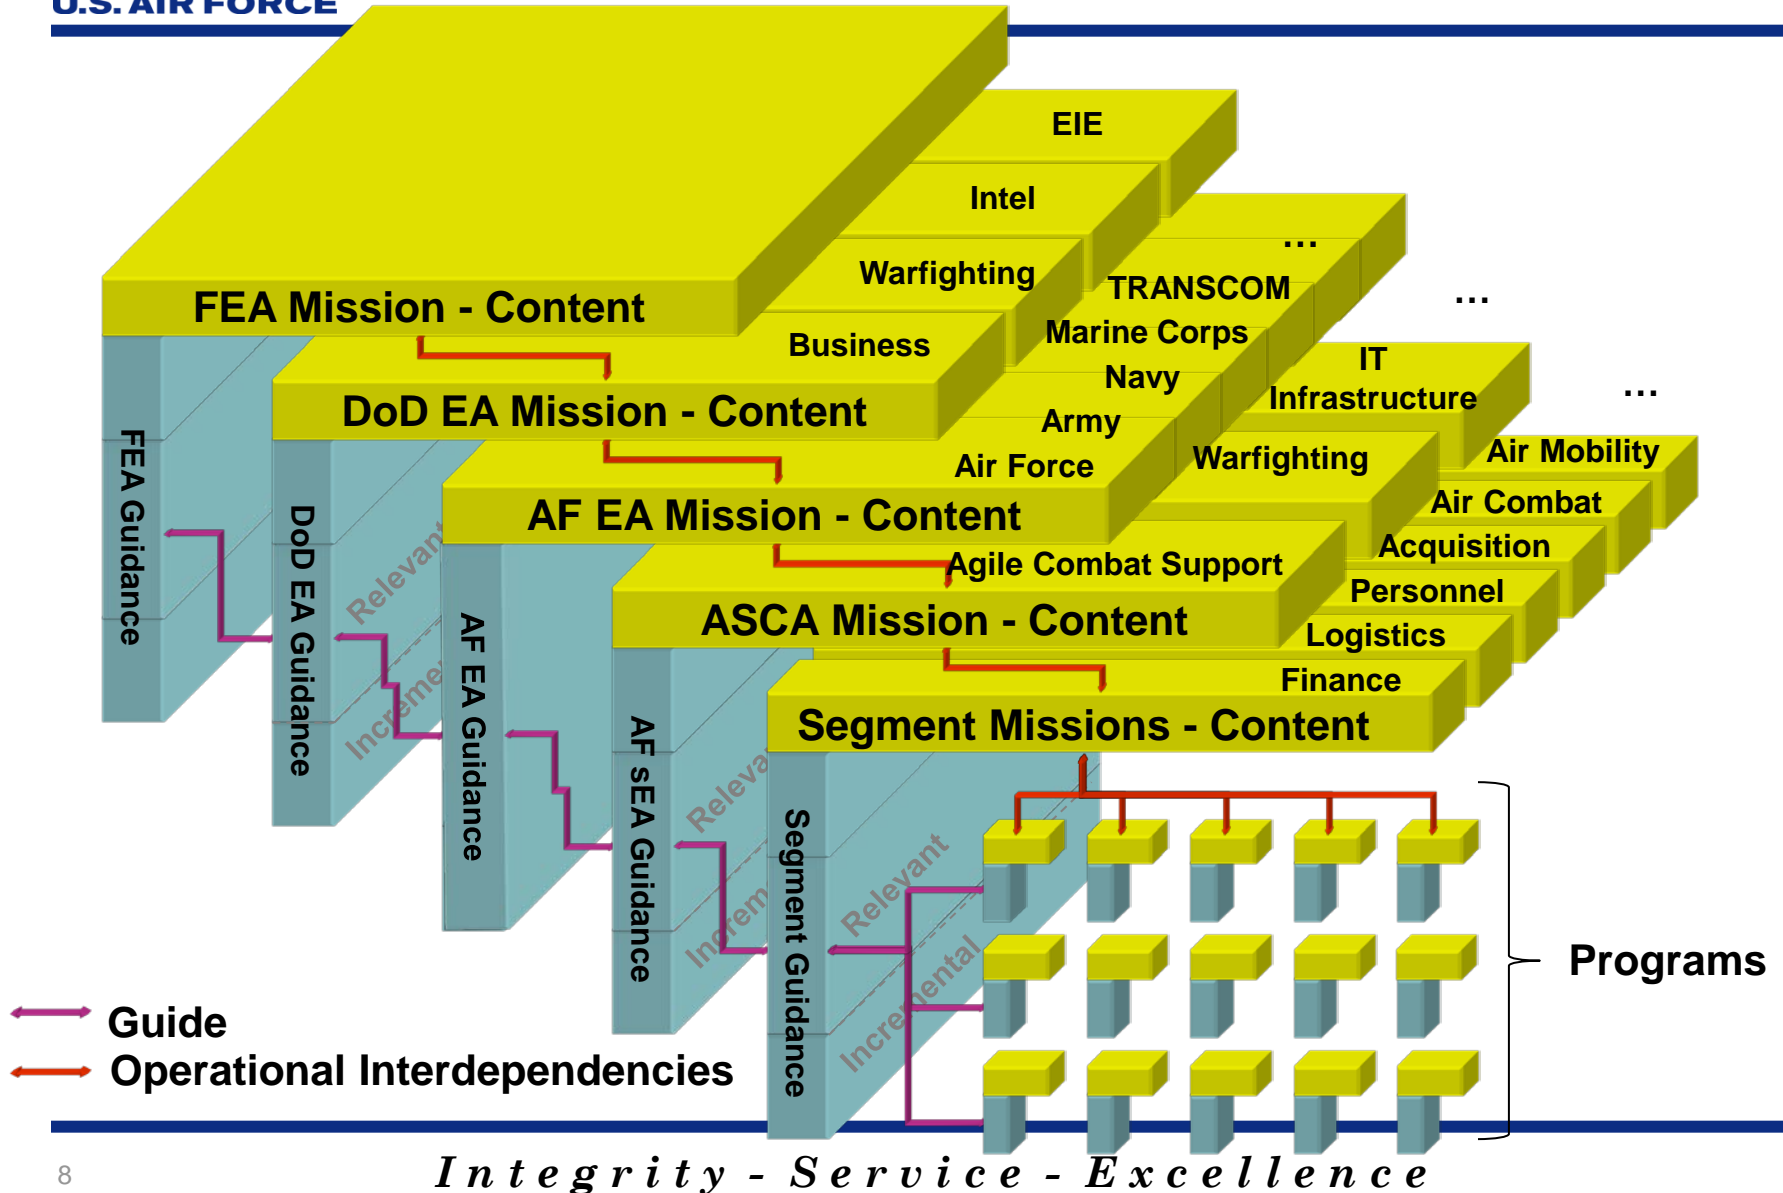 U.S. AIR FORCE
EIE
Intel
Warfighting
Business
FEA Mission - Content
...
TRANSCOM
Marine Corps
Navy
Army
Air Force
DoD EA Mission - Content
...
IT
Infrastructure
Warfighting
Agile Combat Support
AF EA Mission - Content
...
Air Mobility
Air Combat
Acquisition
Personnel
Logistics
Finance
ASCA Mission - Content
Segment Missions - Content
FEA Guidance
DoD EA Guidance
Relevant
Increme
AF EA Guidance
AF sEA Guidance
Releva
Increm
Segment Guidance
Relevant
Incremental
Programs
Guide
Operational Interdependencies
8
Integrity - Service - Excellence